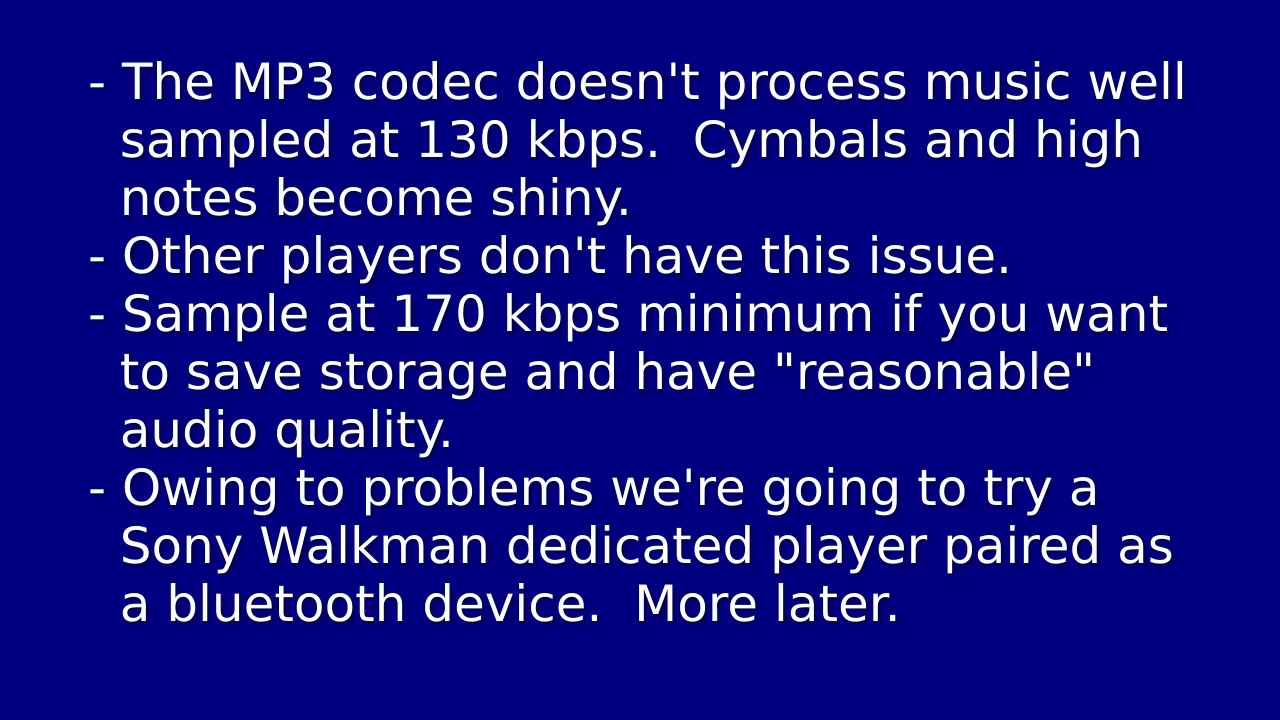 - The MP3 codec doesn't process music well
sampled at 130 kbps.  Cymbals and high
notes become shiny.
- Other players don't have this issue.
- Sample at 170 kbps minimum if you want
to save storage and have "reasonable"
audio quality.
- Owing to problems we're going to try a
Sony Walkman dedicated player paired as
a bluetooth device.  More later.